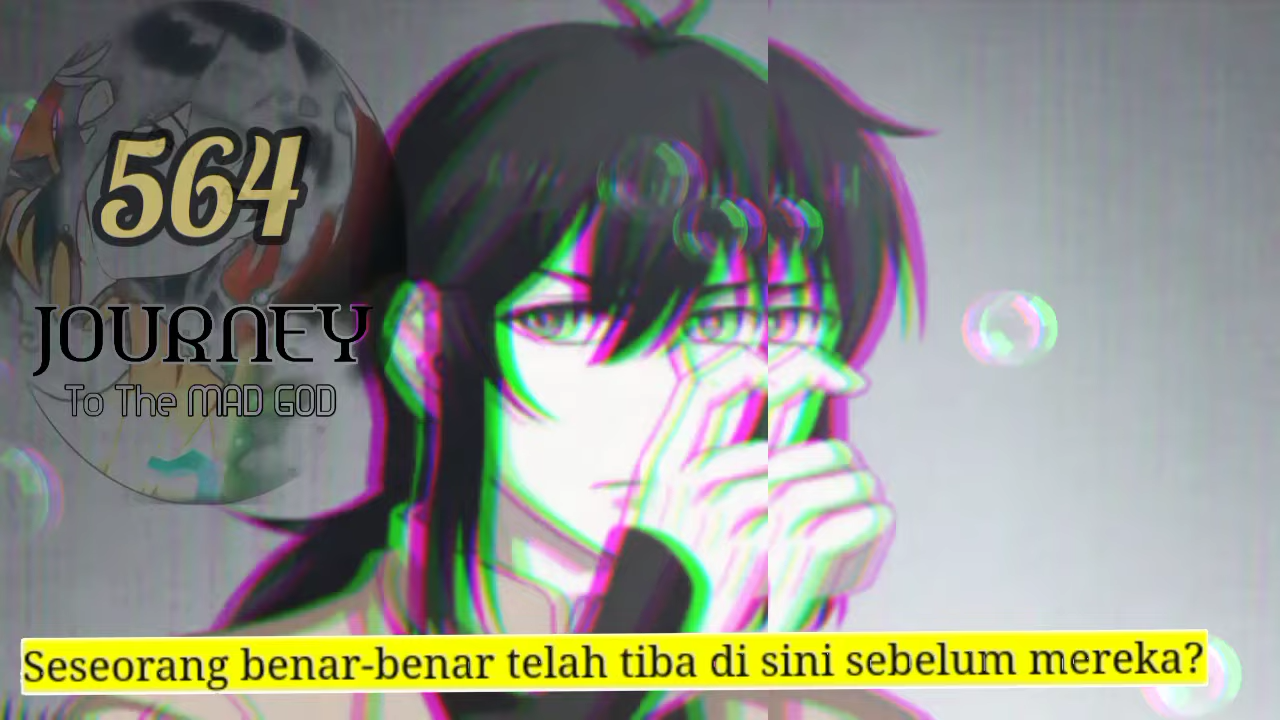 564
JOURNEY
To The MAD GOD
Seseorang benar-benar telah tiba di sini sebelum mereka?